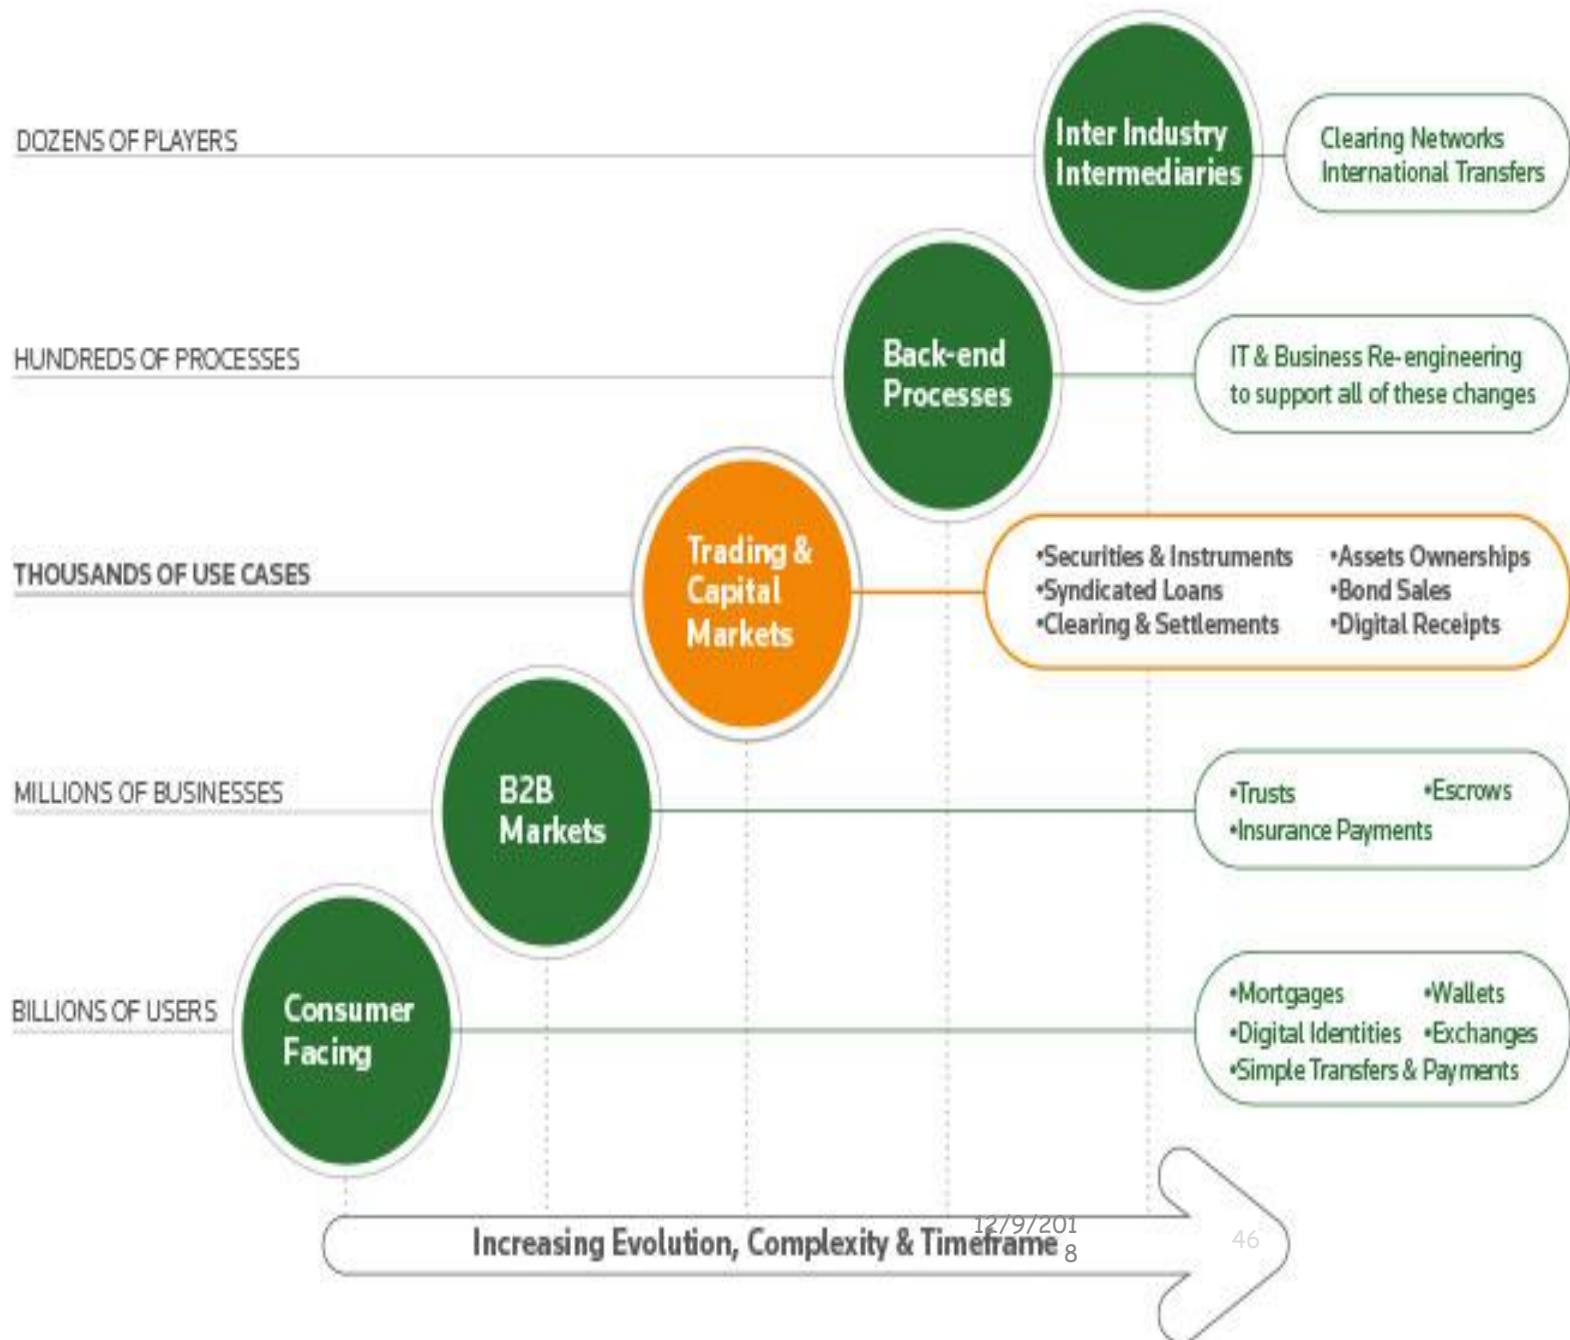 DOZENS OF PLAYERS
Inter Industry
Intermediaries
Clearing Networks
International Transfers
HUNDREDS OF PROCESSES
Back-end
Processes
IT & Business Re-engineering
to support all of these changes
THOUSANDS OF USE CASES
Trading &
Capital
Markets
•Securities & Instruments •Assets Ownerships
•Syndicated Loans •Bond Sales
•Clearing & Settlements •Digital Receipts
MILLIONS OF BUSINESSES
B2B
Markets
•Trusts •Escrows
•Insurance Payments
BILLIONS OF USERS
Consumer
Facing
•Mortgages •Wallets
•Digital Identities •Exchanges
•Simple Transfers & Payments
Increasing Evolution, Complexity & Timeframe
12/9/201
8
46